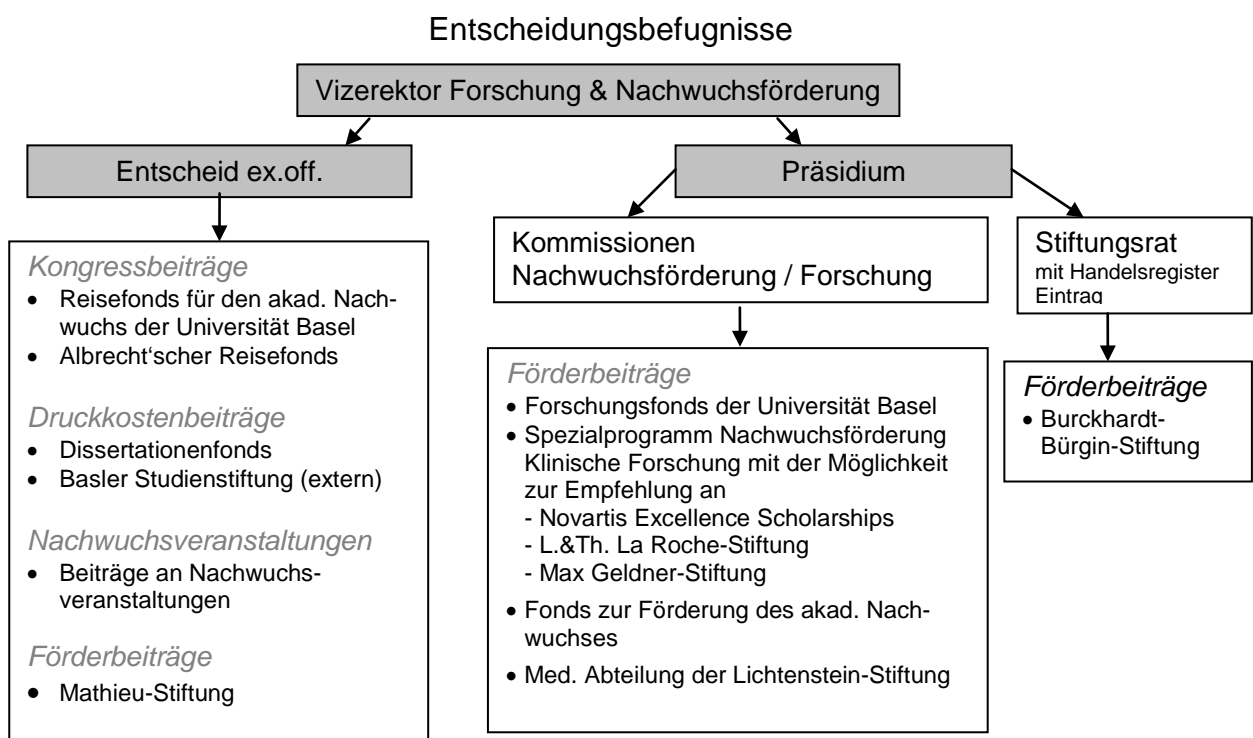 Entscheidungsbefugnisse
Vizerektor Forschung & Nachwuchsförderung
Entscheid ex.off.
Präsidium
Kongressbeiträge
• Reisefonds für den akad. Nach-
wuchs der Universität Basel
• Albrecht‘scher Reisefonds
Druckkostenbeiträge
• Dissertationenfonds
• Basler Studienstiftung (extern)
Nachwuchsveranstaltungen
• Beiträge an Nachwuchs-
veranstaltungen
Förderbeiträge
• Mathieu-Stiftung
Kommissionen
Nachwuchsförderung / Forschung
Förderbeiträge
• Forschungsfonds der Universität Basel
• Spezialprogramm Nachwuchsförderung
Klinische Forschung mit der Möglichkeit
zur Empfehlung an
- Novartis Excellence Scholarships
- L.&Th. La Roche-Stiftung
- Max Geldner-Stiftung
• Fonds zur Förderung des akad. Nach-
wuchses
• Med. Abteilung der Lichtenstein-Stiftung
Stiftungsrat
mit Handelsregister
Eintrag
Förderbeiträge
• Burckhardt-
Bürgin-Stiftung